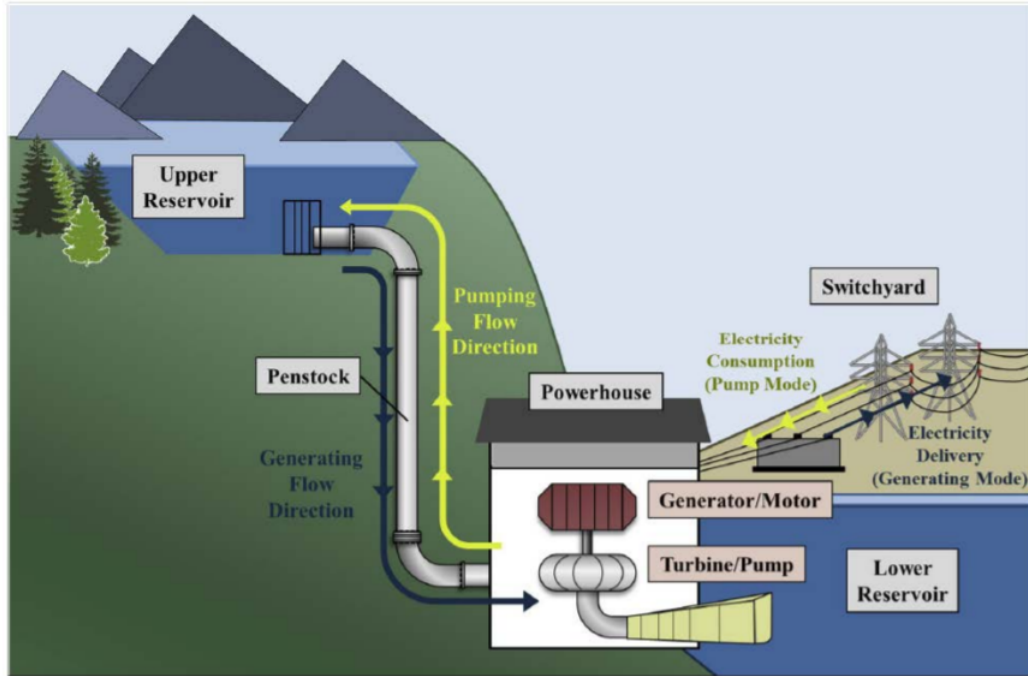 Upper
Reservoir
Pumping
Flow
Direction
Penstock
Generating
Flow
Direction
Powerhouse
Switchyard
Electricity
Consumption
(Pump Mode)
Electricity
Delivery
(Generating Mode)
Generator/Motor
Turbine/Pump
Lower
Reservoir